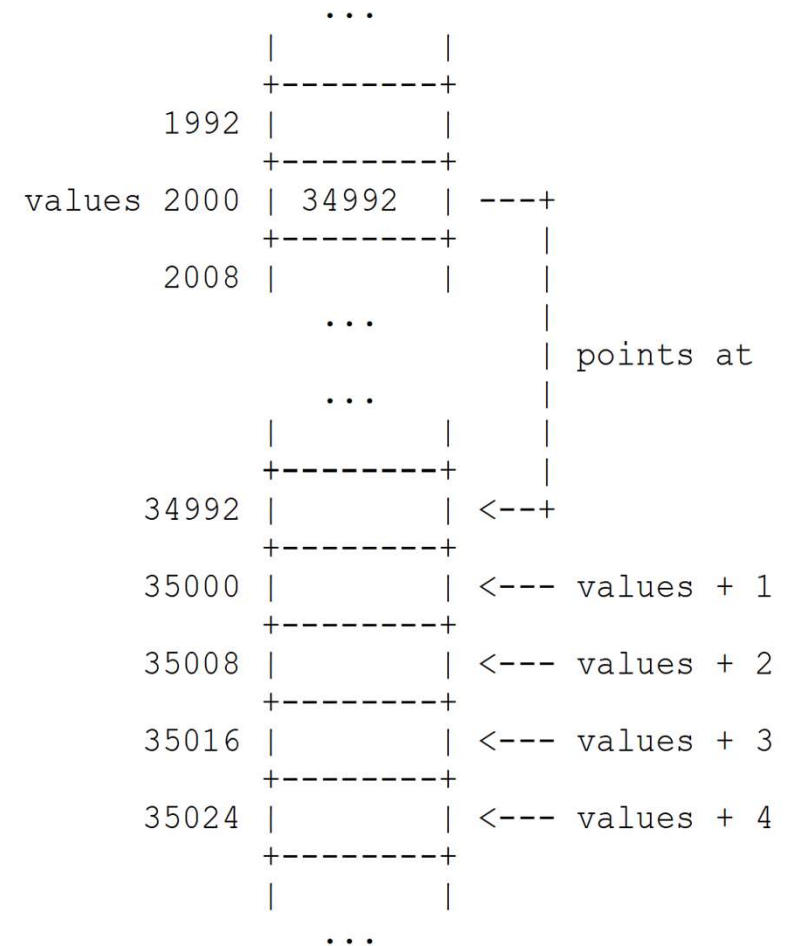 ...
             |        |
             +--------+
        1992 |        |
             +--------+
 values 2000 | 34992  | ---+
             +--------+    |
        2008 |        |    |
                ...        |
                           | points at
                ...        |
             |        |    |
             +--------+    |
       34992 |        | <--+
             +--------+
       35000 |        | <--- values + 1
             +--------+
       35008 |        | <--- values + 2
             +--------+
       35016 |        | <--- values + 3
             +--------+
       35024 |        | <--- values + 4
             +--------+
             |        |
                ...